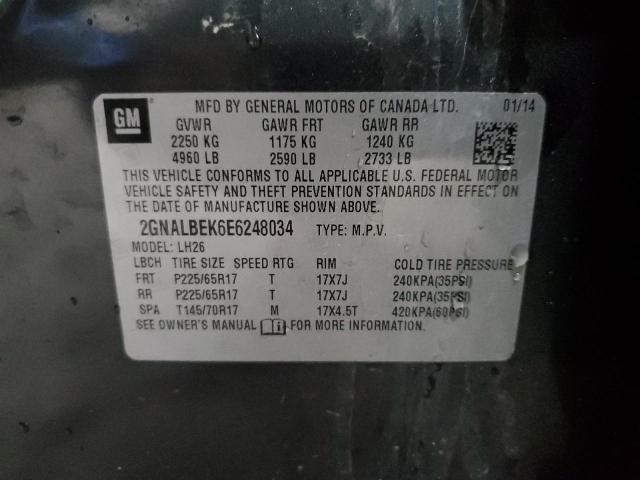 GM
MFD BY GENERAL MOTORS OF CANADA LTD. 01/14
GVWR GAWR FRT GAWR RR
2250 KG 1175 KG 1240 KG
4960 LB 2590 LB 2733 LB
THIS VEHICLE CONFORMS TO ALL APPLICABLE U.S. FEDERAL MOTOR
VEHICLE SAFETY AND THEFT PREVENTION STANDARDS IN EFFECT ON
THE DATE OF MANUFACTURE SHOWN ABOVE.
2GNALBEK6E6248034 TYPE: M.P.V.
MODEL: LH26
LBCH TIRE SIZE SPEED RTG RIM COLD TIRE PRESSURE
FRT P225/65R17 T 17X7J 240KPA(35PSI)
RR P225/65R17 T 17X7J 240KPA(35PSI)
SPA T145/70R17 M 17X4.5T 420KPA(60PSI)
SEE OWNER'S MANUAL FOR MORE INFORMATION.